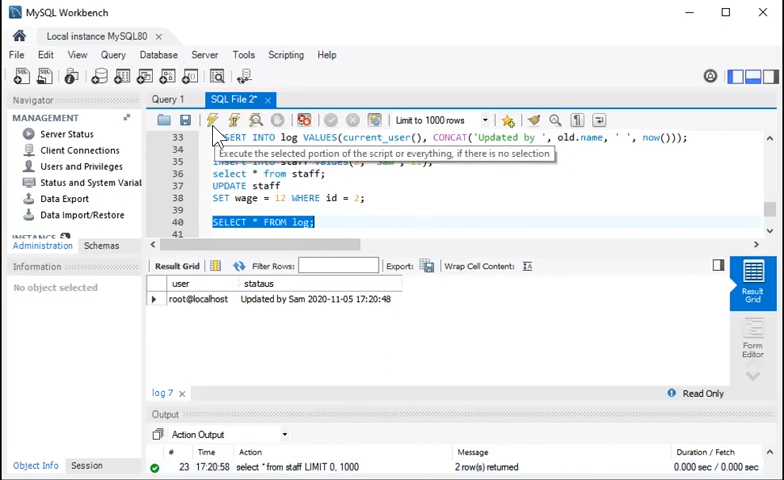 MySQL Workbench
Local instance MySQL80
File Edit View Query Database Server Tools Scripting Help
Navigator
MANAGEMENT
Server Status
Client Connections
Users and Privileges
Status and System Variab
Data Export
Data Import/Restore
Administration Schemas
Information
No object selected
Object Info Session
Query 1 SQL File 2*
Limit to 1000 rows
33 SERT INTO log VALUES(current_user(), CONCAT('Updated by ', old.name, ' ', now()));
Execute the selected portion of the script or everything, if there is no selection
35
36 select * from staff;
37 UPDATE staff
38 SET wage = 12 WHERE id = 2;
39
40 SELECT * FROM log;
41
Result Grid Filter Rows: Export: Wrap Cell Content:
user stataus
root@localhost Updated by Sam 2020-11-05 17:20:48
Result Grid
Form Editor
log 7
Read Only
Output
Action Output
# Time Action Message Duration / Fetch
23 17:20:58 select * from staff LIMIT 0, 1000 2 row(s) returned 0.000 sec / 0.000 sec